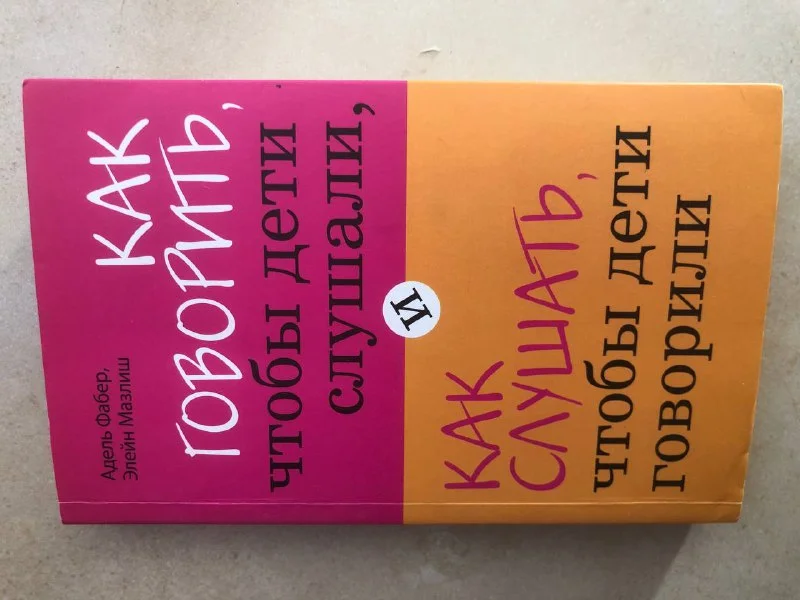 Адель Фабер,
Элейн Мазлиш
КАК
ГОВОРИТЬ,
чтобы дети
слушали,
и
КАК
СЛУШАТЬ,
чтобы дети
говорили